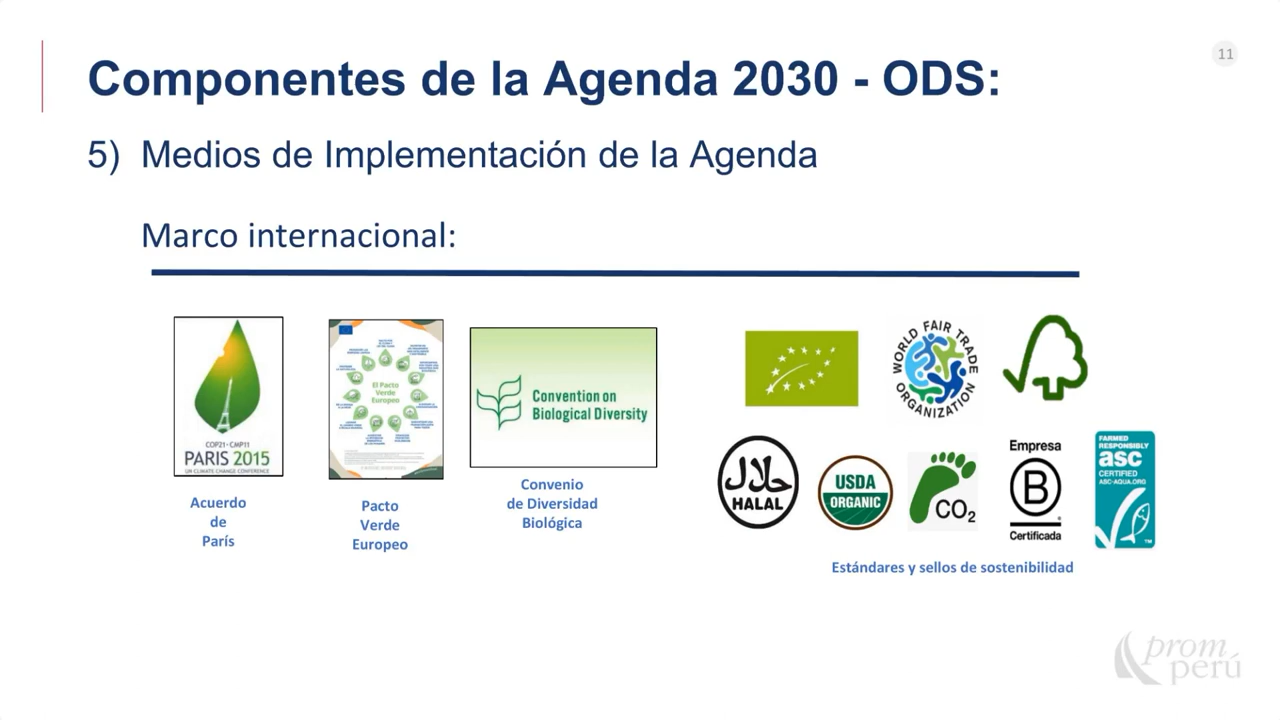 11
Componentes de la Agenda 2030 - ODS:
5) Medios de Implementación de la Agenda
Marco internacional:
COP21·CMP11
PARIS 2015
UN CLIMATE CHANGE CONFERENCE
Acuerdo
de
París
El Pacto
Verde
Europeo
Pacto
Verde
Europeo
Convention on
Biological Diversity
Convenio
de Diversidad
Biológica
WORLD FAIR TRADE ORGANIZATION
حلال
HALAL
USDA
ORGANIC
CO2
Empresa
B
Certificada
FARMED
RESPONSIBLY
asc
CERTIFIED
ASC-AQUA.ORG
TM
Estándares y sellos de sostenibilidad
prom
perú